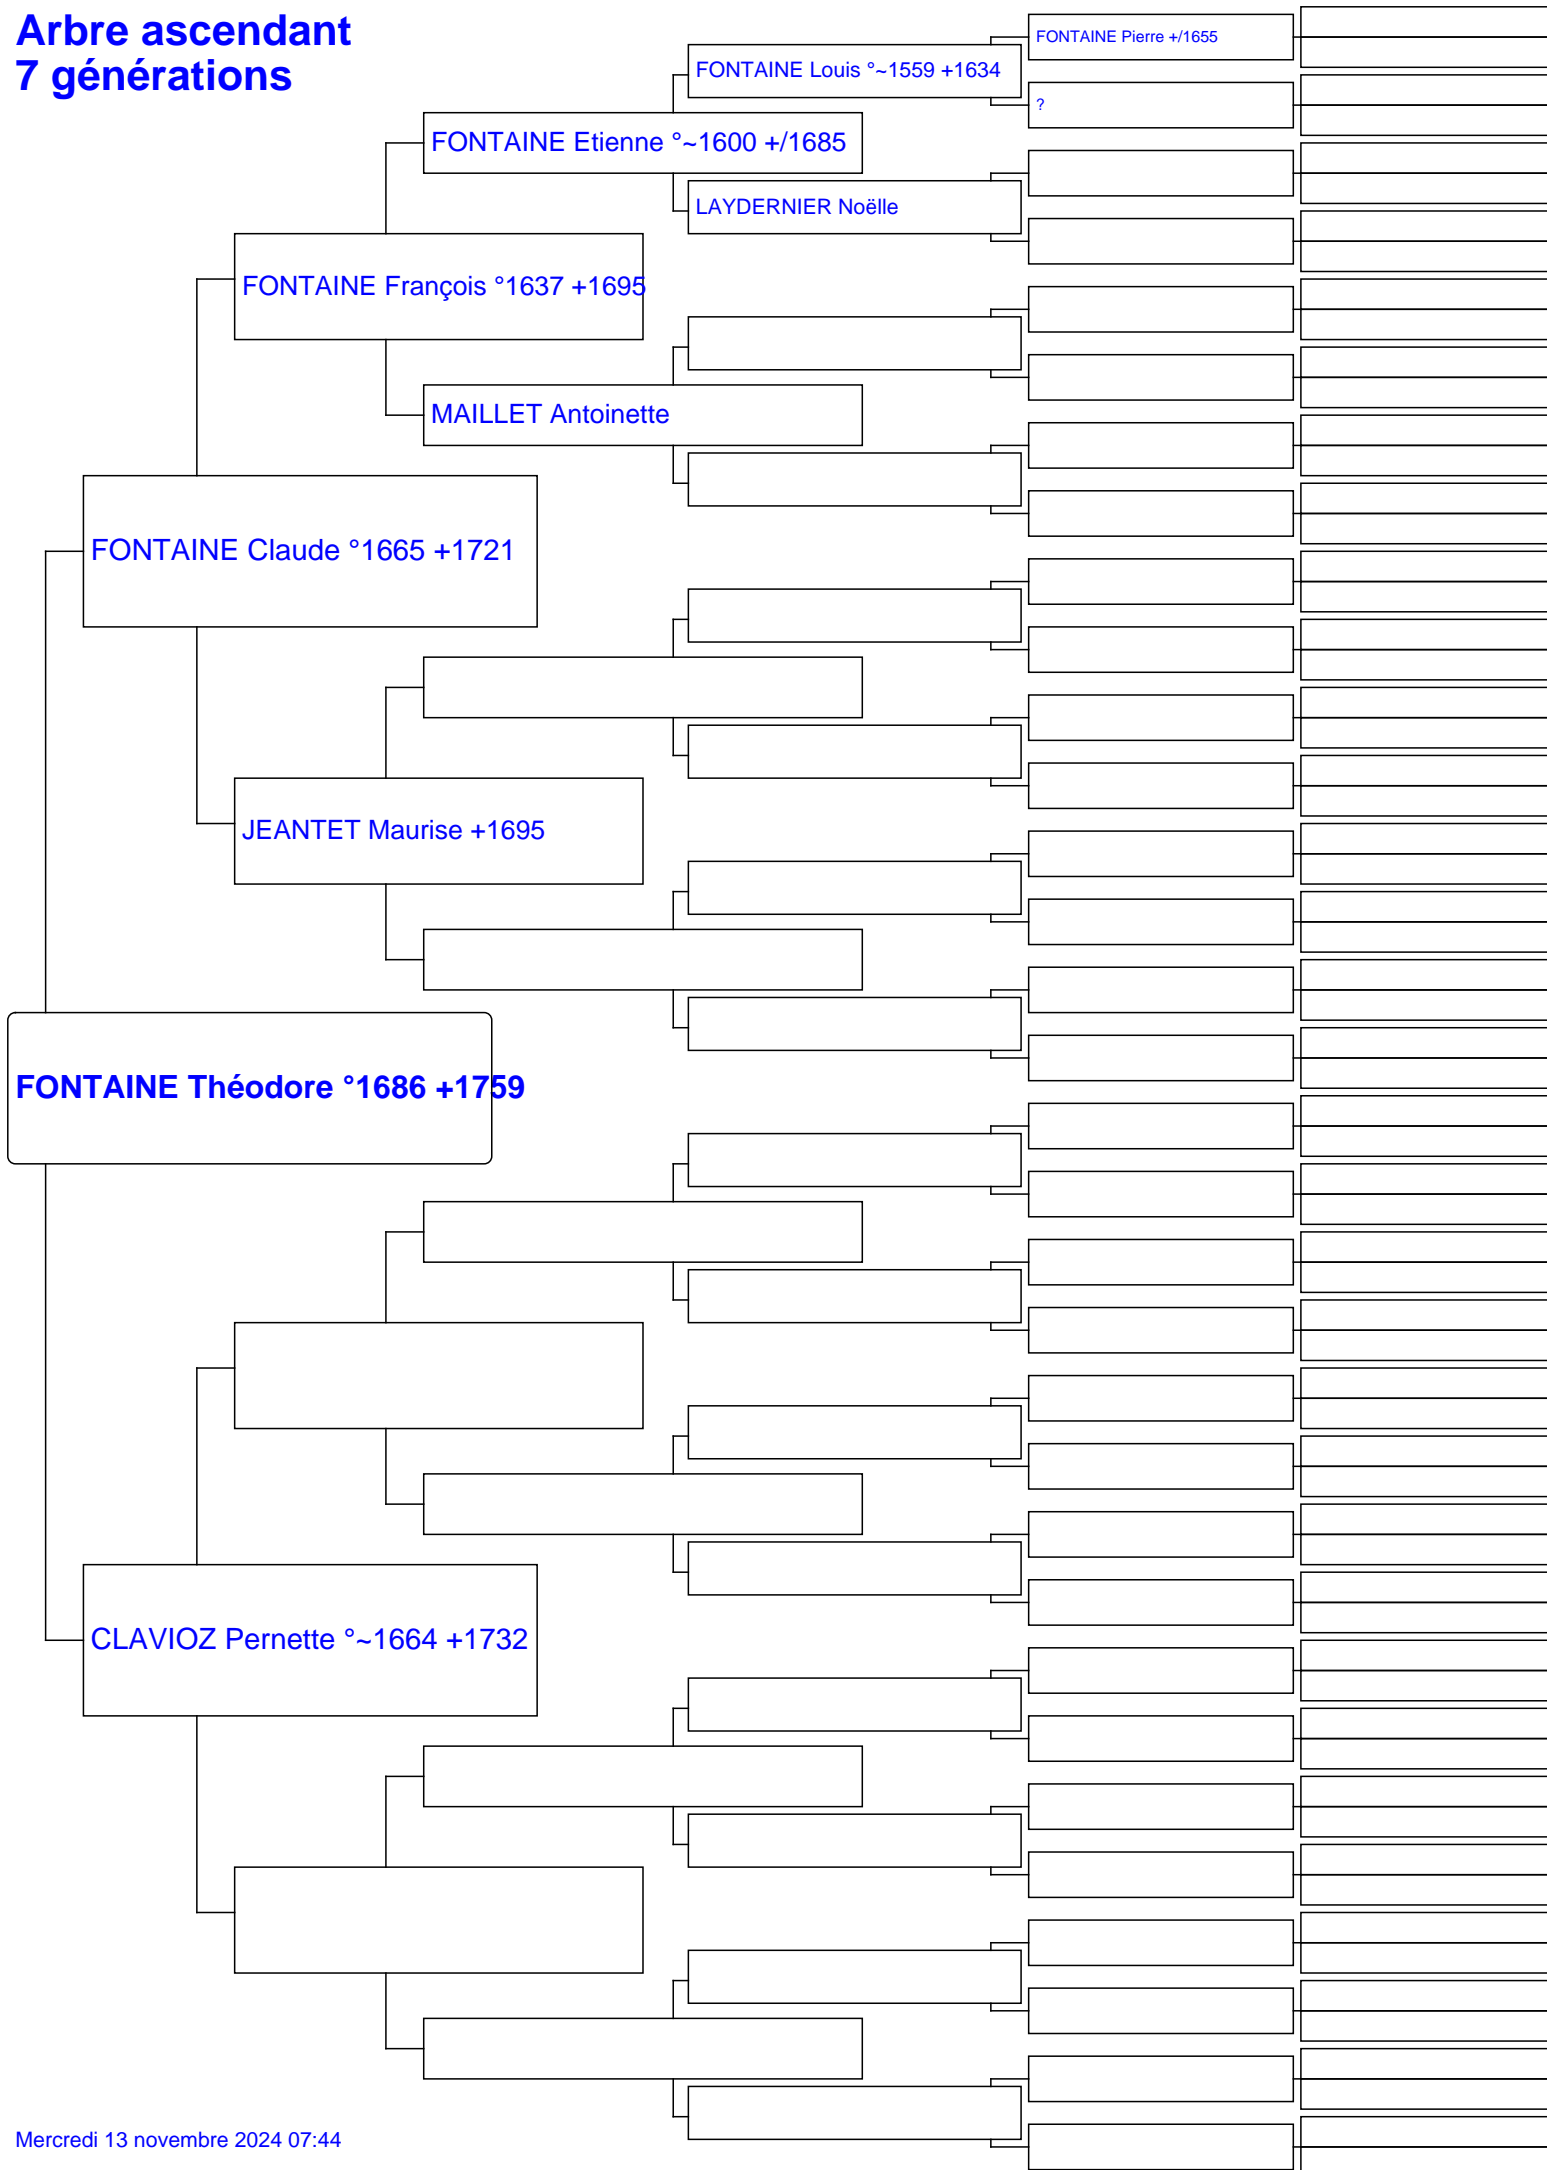 Arbre ascendant
7 générations
FONTAINE Pierre +/1655
FONTAINE Louis °~1559 +1634
?
FONTAINE Etienne °~1600 +/1685
LAYDERNIER Noëlle
FONTAINE François °1637 +1695
MAILLET Antoinette
FONTAINE Claude °1665 +1721
JEANTET Maurise +1695
FONTAINE Théodore °1686 +1759
CLAVIOZ Pernette °~1664 +1732
Mercredi 13 novembre 2024 07:44